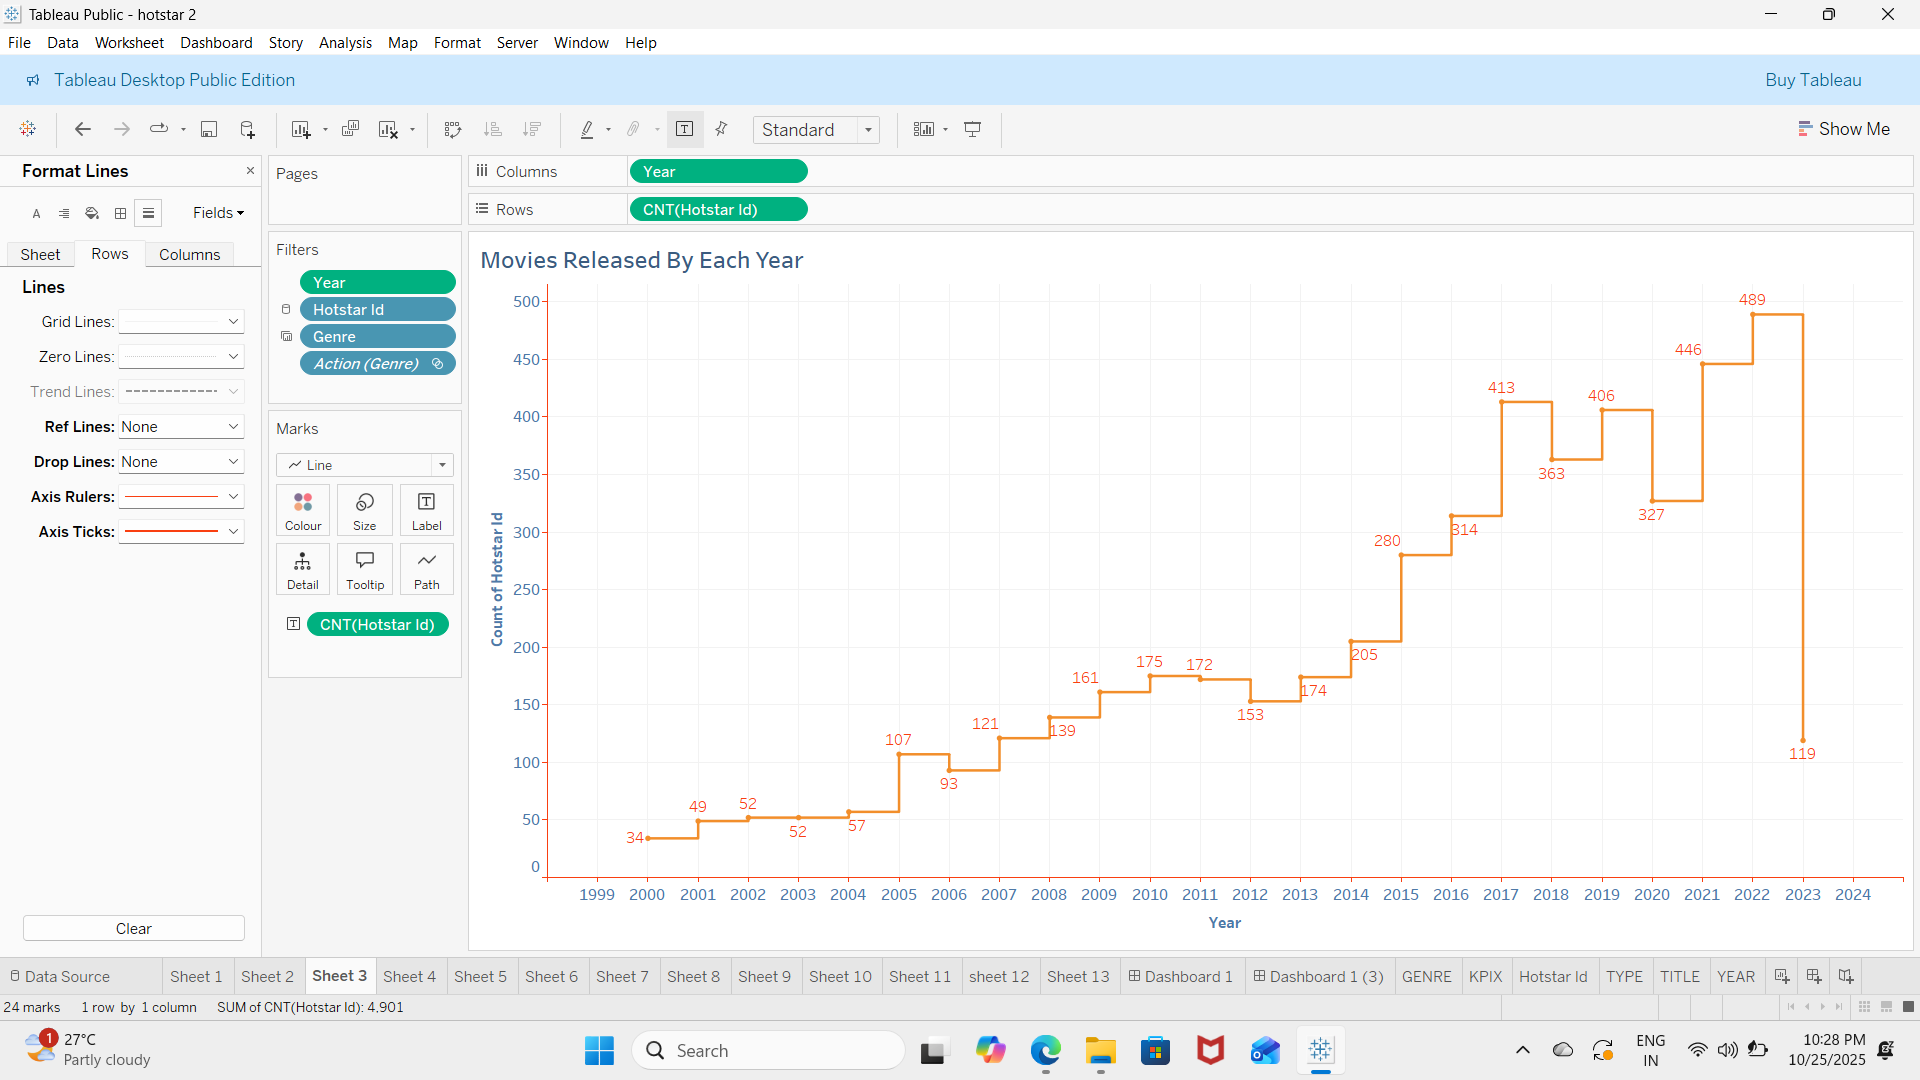 Tableau Public - hotstar 2
File Data Worksheet Dashboard Story Analysis Map Format Server Window Help
Tableau Desktop Public Edition
Buy Tableau
Standard
Show Me
Format Lines
Fields
Sheet Rows Columns
Lines
Grid Lines:
Zero Lines:
Trend Lines:
Ref Lines: None
Drop Lines: None
Axis Rulers:
Axis Ticks:
Clear
Pages
Filters
Year
Hotstar Id
Genre
Action (Genre)
Marks
Line
Colour Size Label
Detail Tooltip Path
CNT(Hotstar Id)
Columns Year
Rows CNT(Hotstar Id)
Movies Released By Each Year
Count of Hotstar Id
500
450
400
350
300
250
200
150
100
50
0
34 49 52 52 57 107 93 121 139 161 175 172 153 174 205 280 314 413 363 406 327 446 489 119
1999 2000 2001 2002 2003 2004 2005 2006 2007 2008 2009 2010 2011 2012 2013 2014 2015 2016 2017 2018 2019 2020 2021 2022 2023 2024
Year
Data Source Sheet 1 Sheet 2 Sheet 3 Sheet 4 Sheet 5 Sheet 6 Sheet 7 Sheet 8 Sheet 9 Sheet 10 Sheet 11 sheet 12 Sheet 13 Dashboard 1 Dashboard 1 (3) GENRE KPIX Hotstar Id TYPE TITLE YEAR
24 marks 1 row by 1 column SUM of CNT(Hotstar Id): 4,901
1
27°C
Partly cloudy
Search
ENG
IN
10:28 PM
10/25/2025